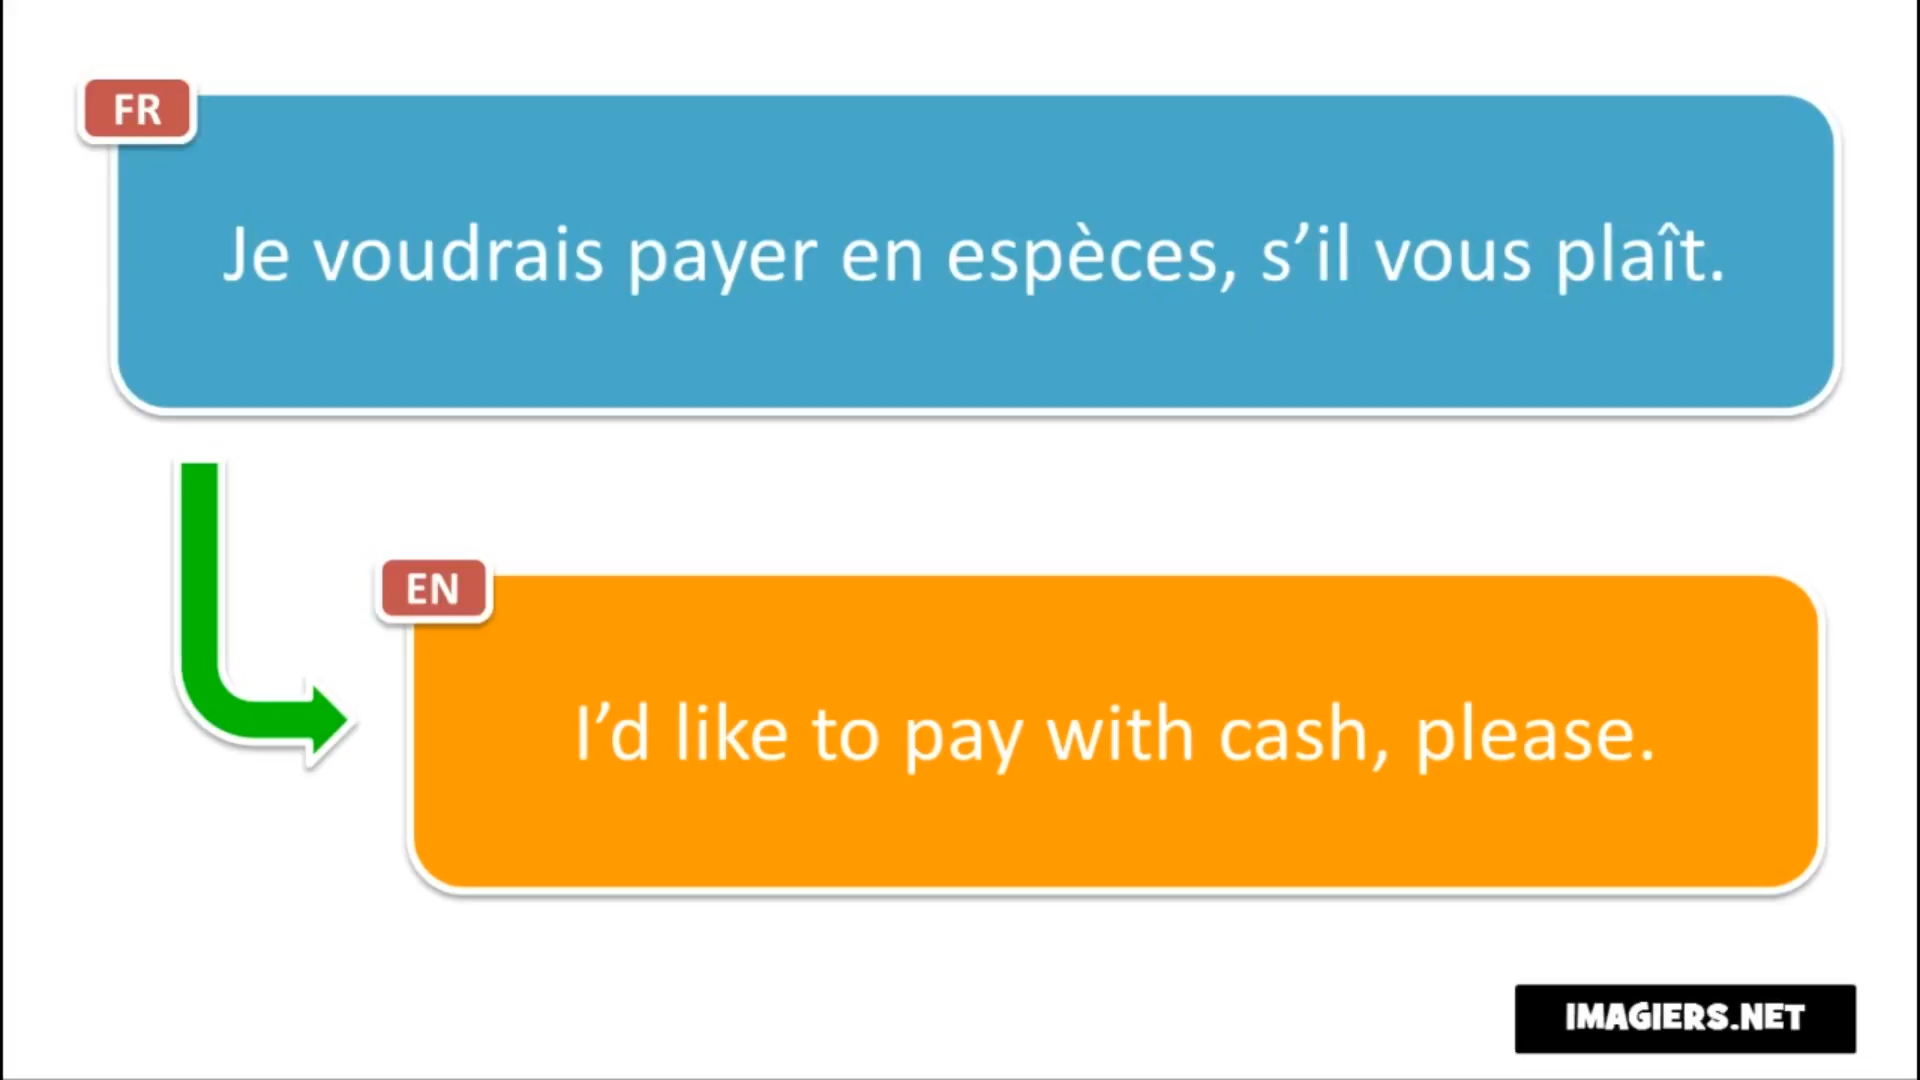 FR
Je voudrais payer en espèces, s’il vous plaît.
EN
I’d like to pay with cash, please.
IMAGIERS.NET